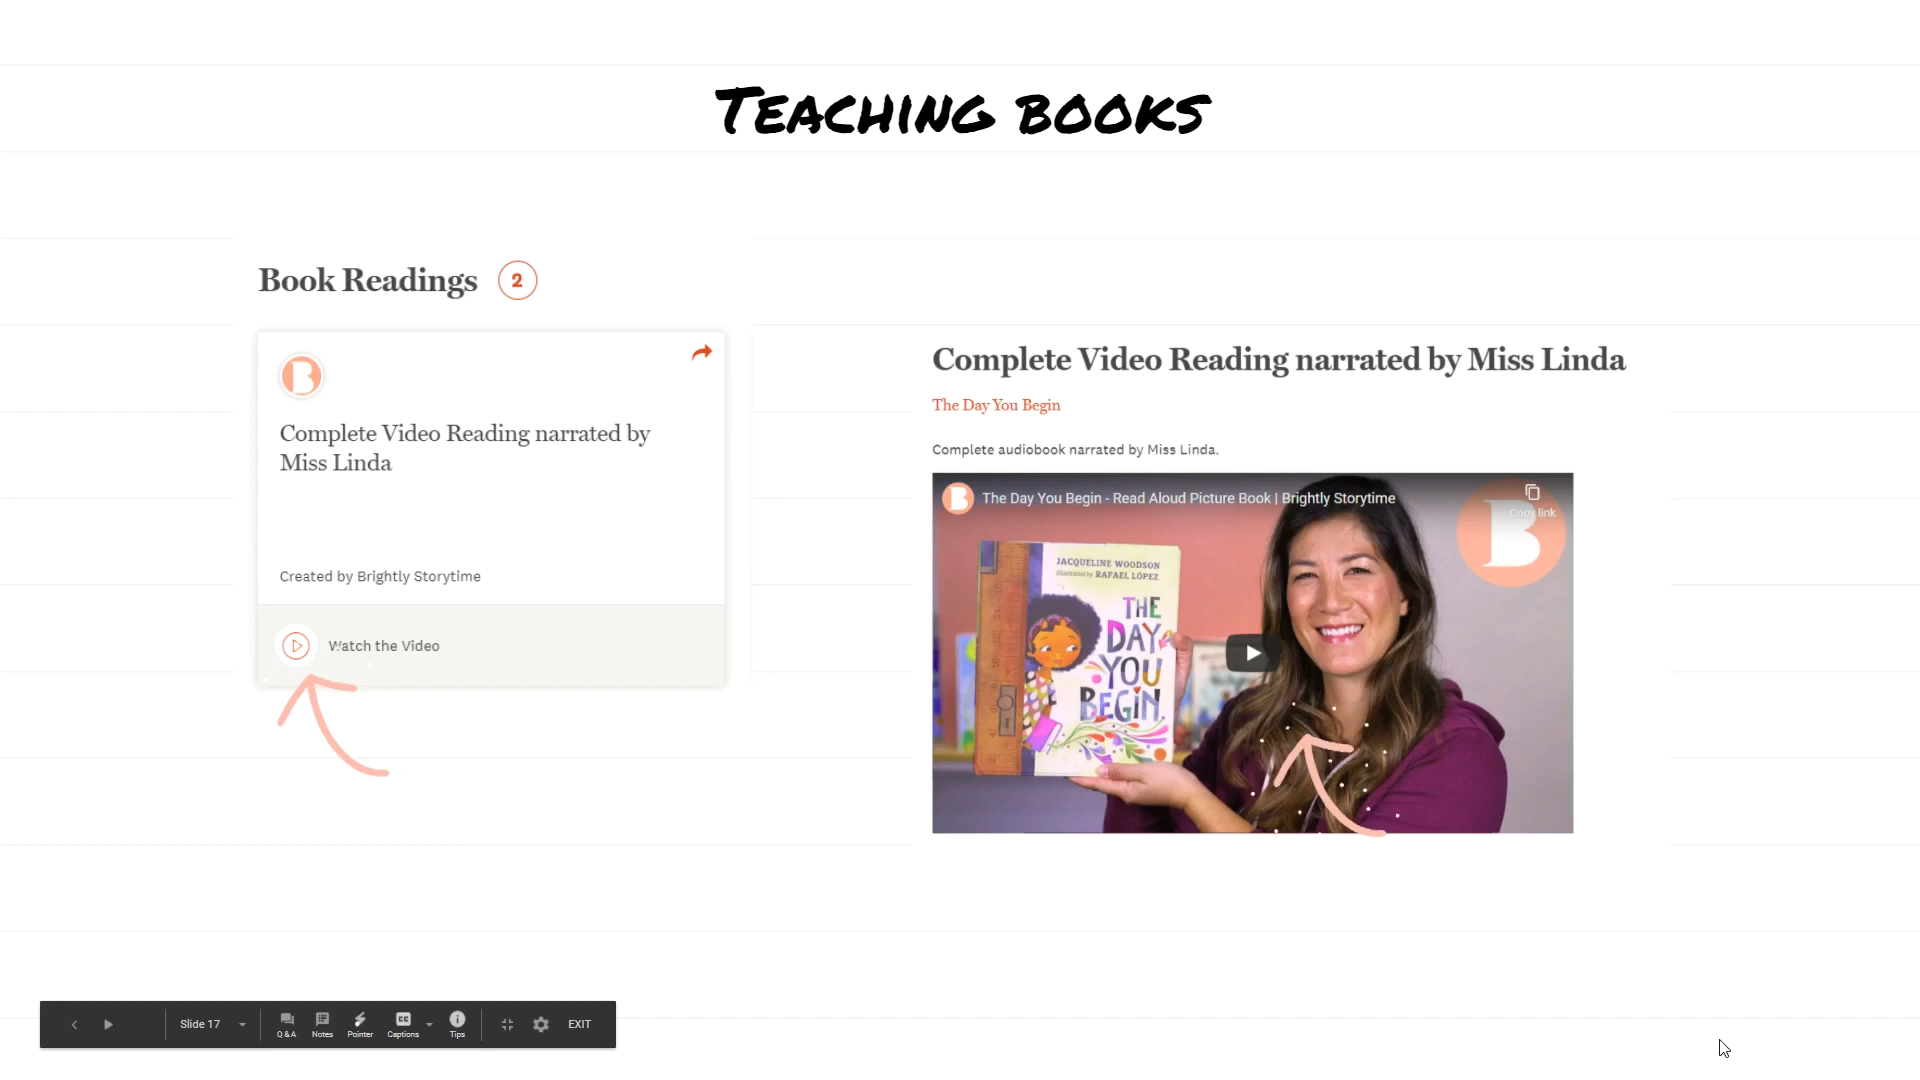 TEACHING BOOKS
Book Readings 2
Complete Video Reading narrated by
Miss Linda
Created by Brightly Storytime
Watch the Video
Complete Video Reading narrated by Miss Linda
The Day You Begin
Complete audiobook narrated by Miss Linda.
The Day You Begin - Read Aloud Picture Book | Brightly Storytime
Copy link
JACQUELINE WOODSON
illustrated by RAFAEL LÓPEZ
THE
DAY
YOU
BEGIN
Slide 17
Q & A
Notes
Pointer
Captions
Tips
EXIT